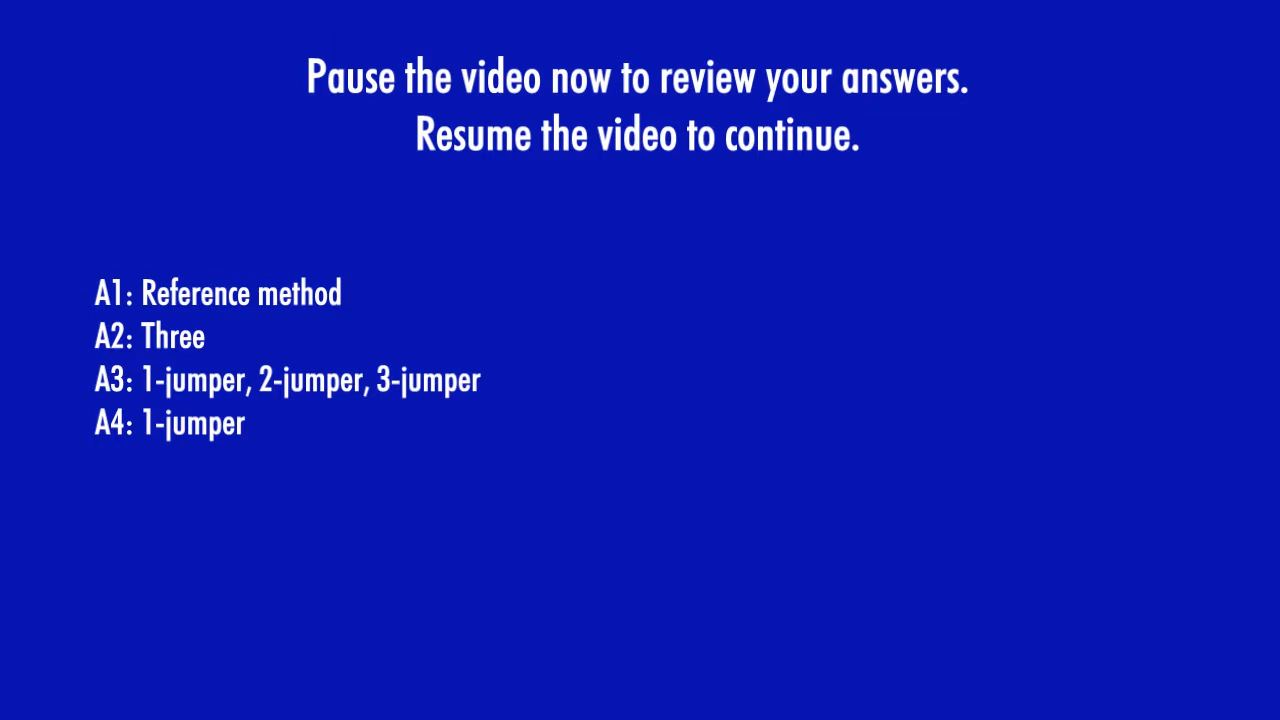 Pause the video now to review your answers.
Resume the video to continue.
A1: Reference method
A2: Three
A3: 1-jumper, 2-jumper, 3-jumper
A4: 1-jumper